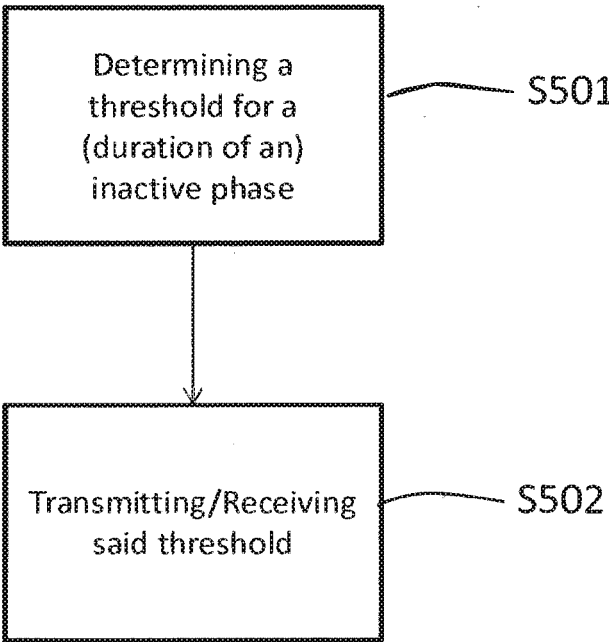 Determining a
threshold for a
(duration of an)
inactive phase
S501
Transmitting/Receiving
said threshold
S502